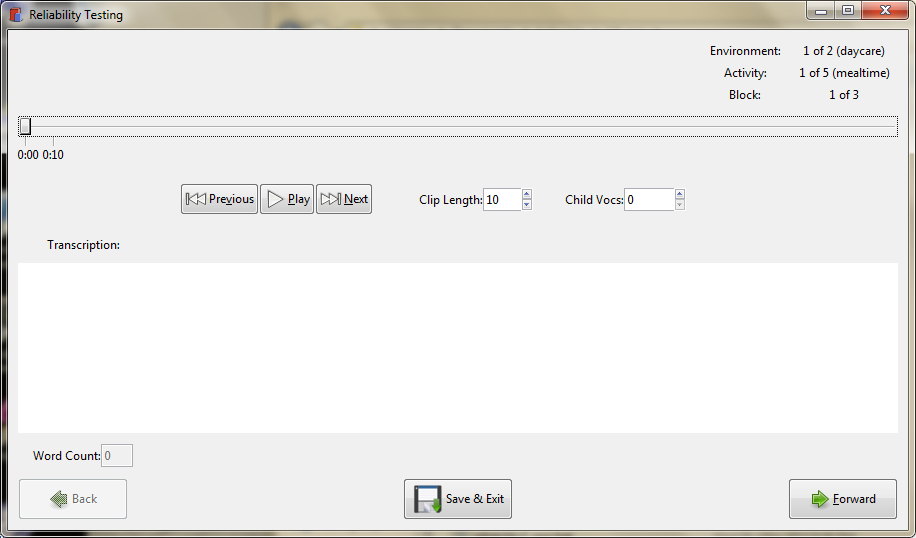 Reliability Testing
Environment: 1 of 2 (daycare)
Activity: 1 of 5 (mealtime)
Block: 1 of 3
0:00 0:10
Previous Play Next Clip Length: 10 Child Vocs: 0
Transcription:
Word Count: 0
Back Save & Exit Forward